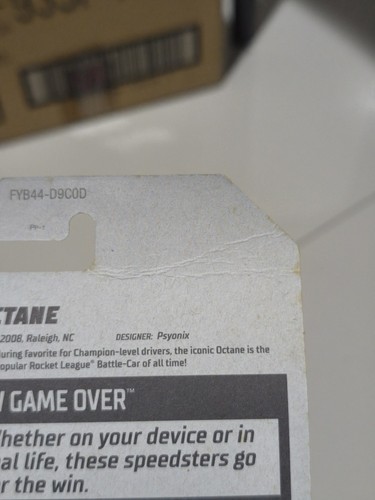 FYB44-D9C0D
CTANE
2008, Raleigh, NC DESIGNER: Psyonix
uring favorite for Champion-level drivers, the iconic Octane is the
opular Rocket League® Battle-Car of all time!
GAME OVER™
hether on your device or in
al life, these speedsters go
r the win.